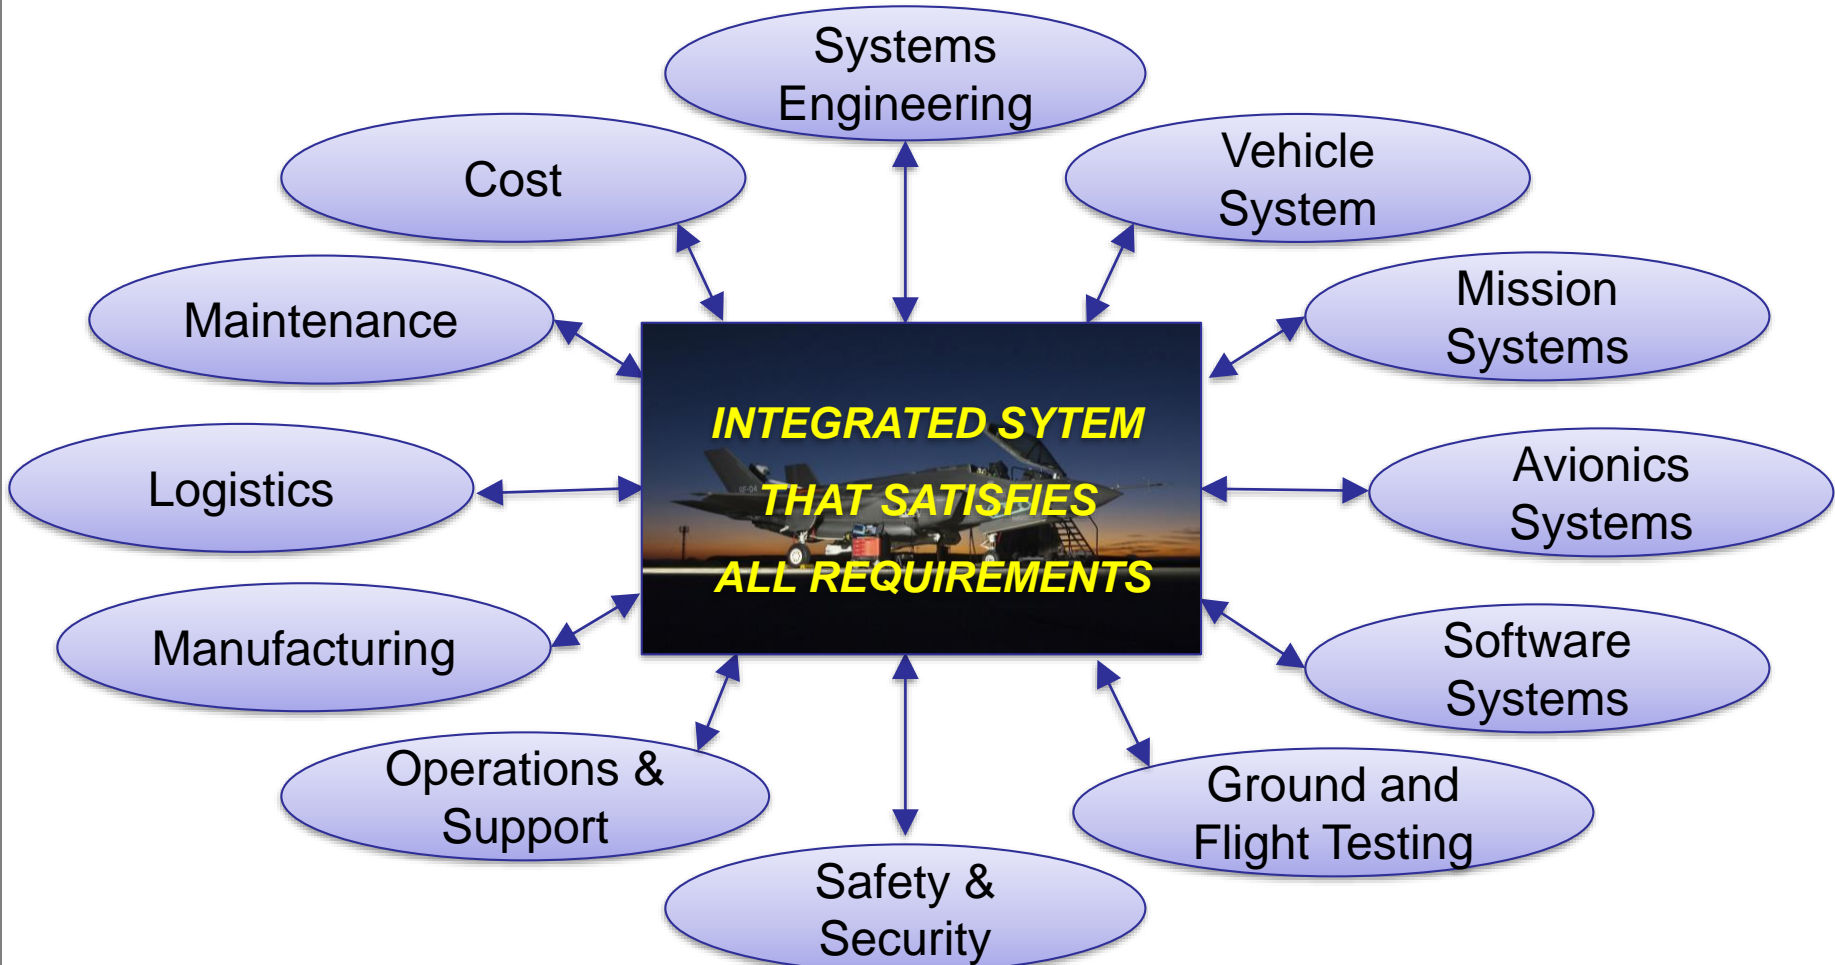 Systems
Engineering
Cost
Vehicle
System
Maintenance
Mission
Systems
INTEGRATED SYTEM
THAT SATISFIES
ALL REQUIREMENTS
Logistics
Avionics
Systems
Manufacturing
Software
Systems
Operations &
Support
Ground and
Flight Testing
Safety &
Security